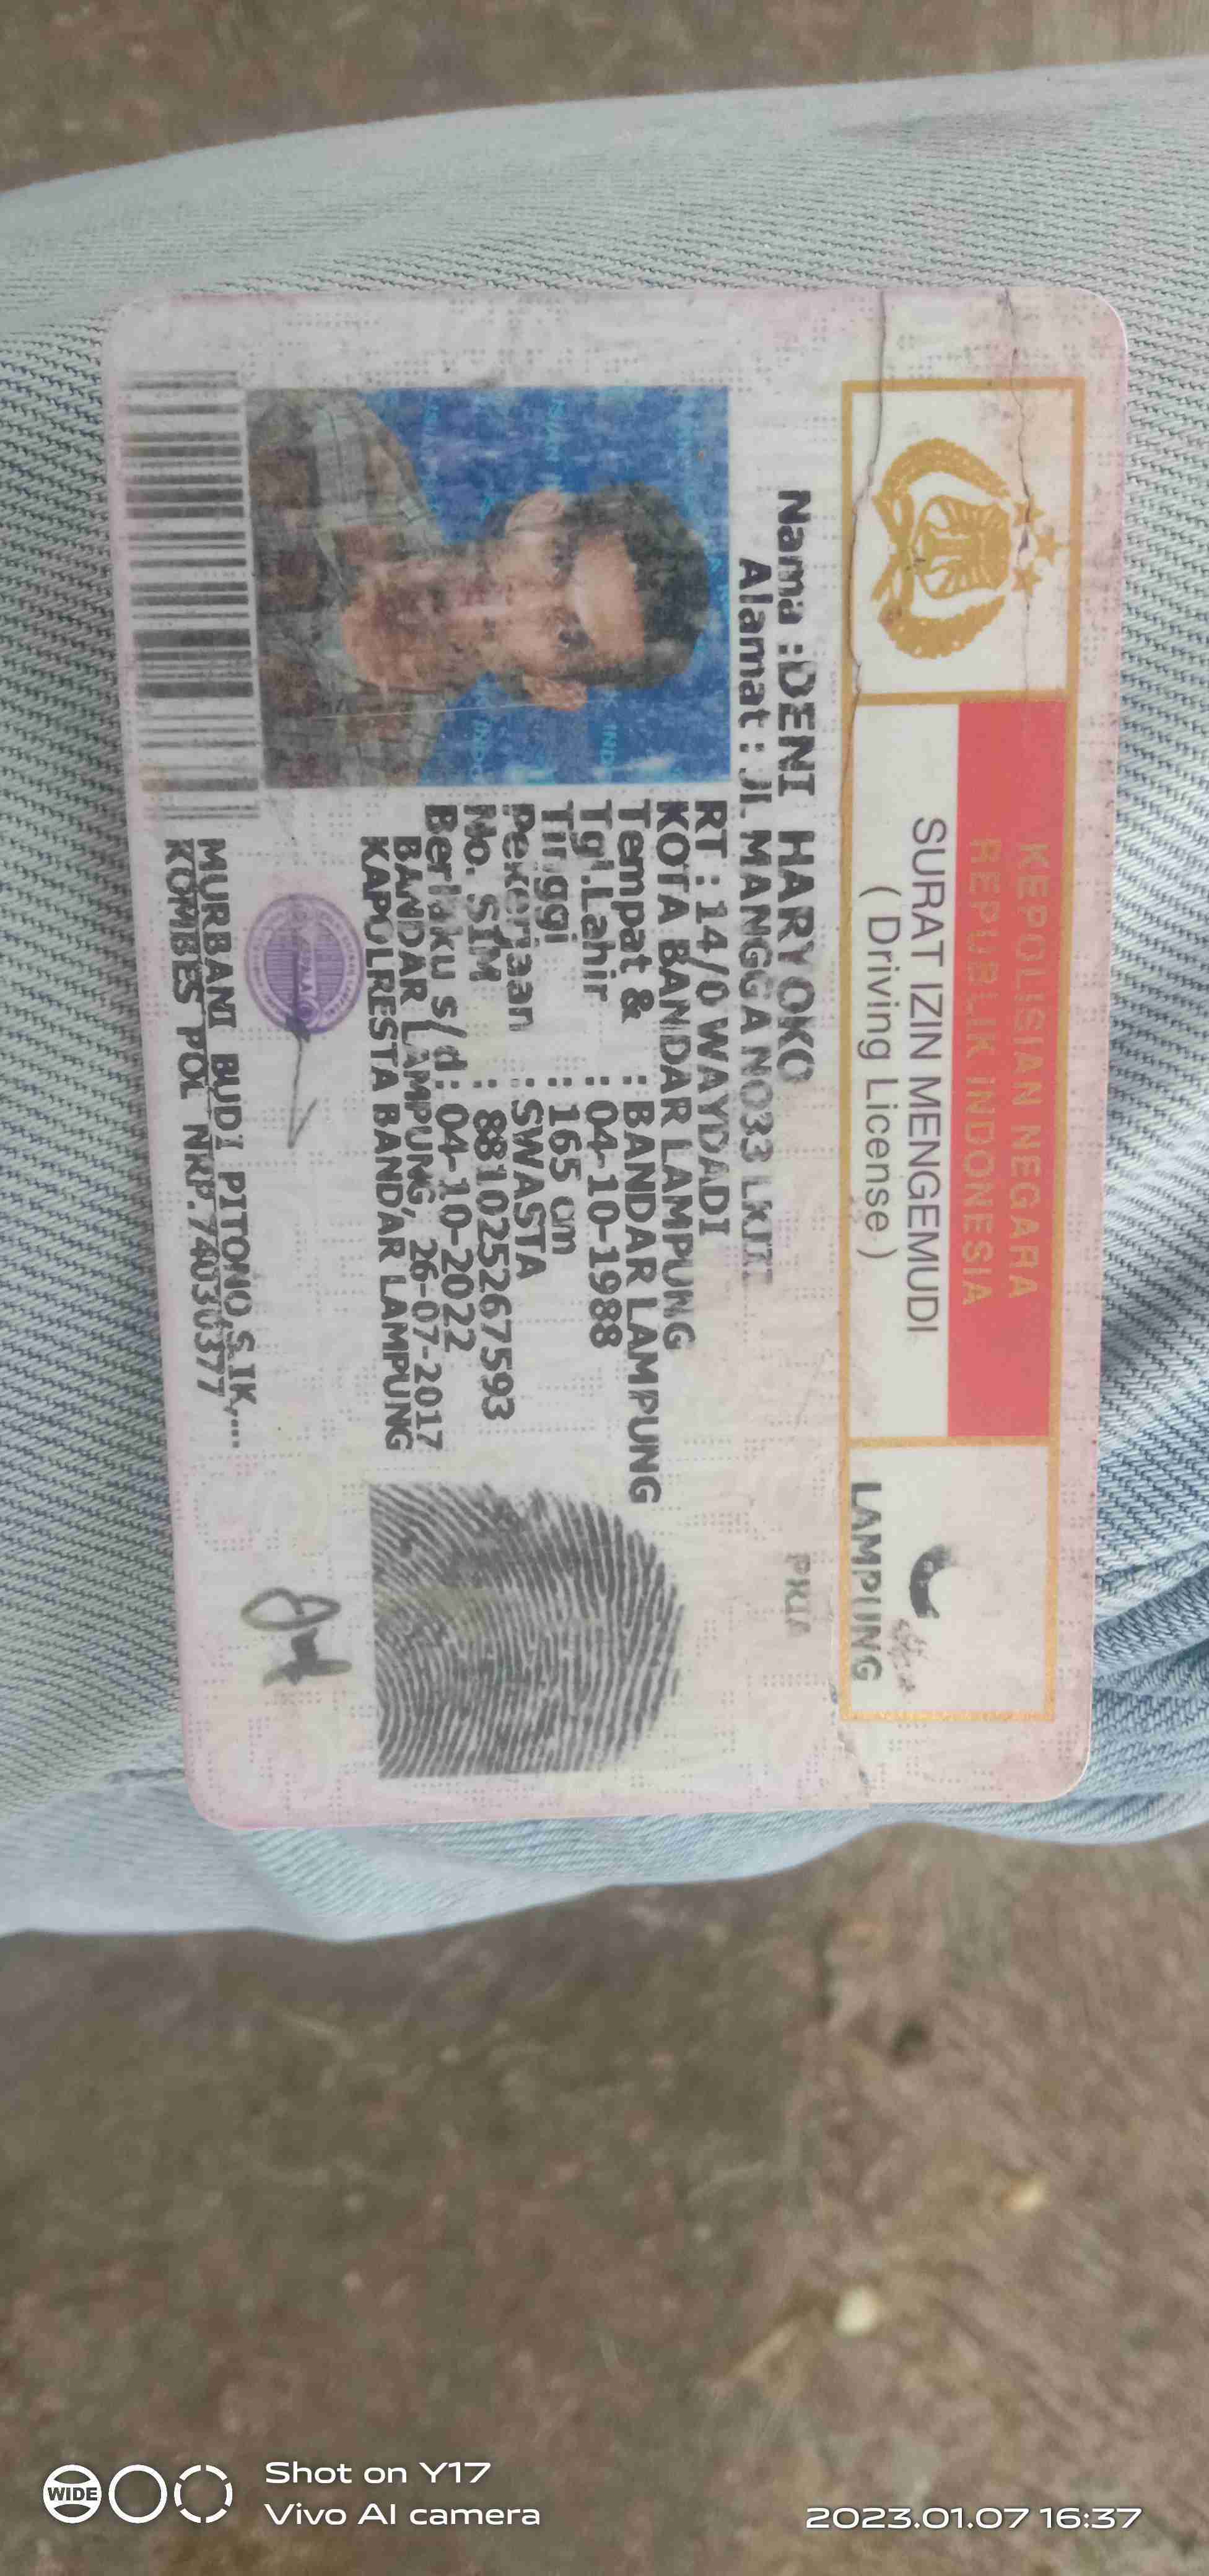 KEPOLISIAN NEGARA
REPUBLIK INDONESIA
SURAT IZIN MENGEMUDI
( Driving License )
LAMPUNG
Nama : DENI HARYOKO
PRIA
Alamat : JL MANGGA NO33 LKIII
RT : 14/0 WAYDADI
KOTA BANDAR LAMPUNG
Tempat & : BANDAR LAMPUNG
Tgl.Lahir : 04-10-1988
Tinggi : 165 cm
Pekerjaan : SWASTA
No. SIM : 881025267593
Berlaku s/d : 04-10-2022
BANDAR LAMPUNG, 26-07-2017
KAPOLRESTA BANDAR LAMPUNG
MURBANI BUDI PITONO,S.IK,...
KOMBES POL NRP.74030377
WIDE
Shot on Y17
Vivo AI camera
2023.01.07 16:37